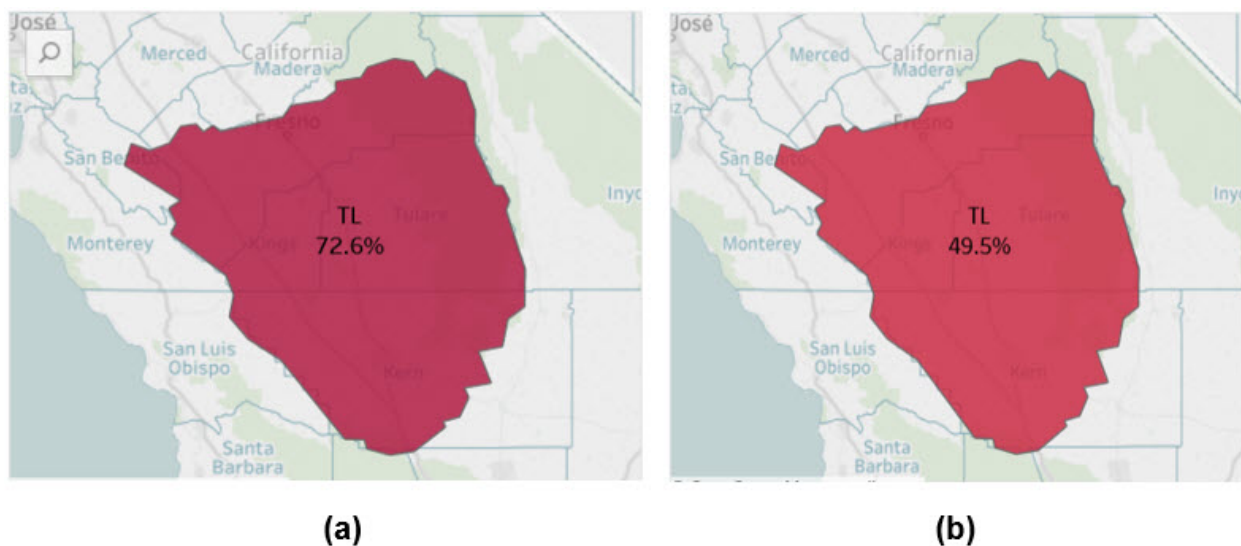 José
Merced
California
Madera
Fresno
San Benito
TL
72.6%
Tulare
Kings
Monterey
Inyo
San Luis
Obispo
Kern
Santa
Barbara
(a)
José
Merced
California
Madera
Fresno
San Benito
TL
49.5%
Tulare
Kings
Monterey
Inyo
San Luis
Obispo
Kern
Santa
Barbara
(b)